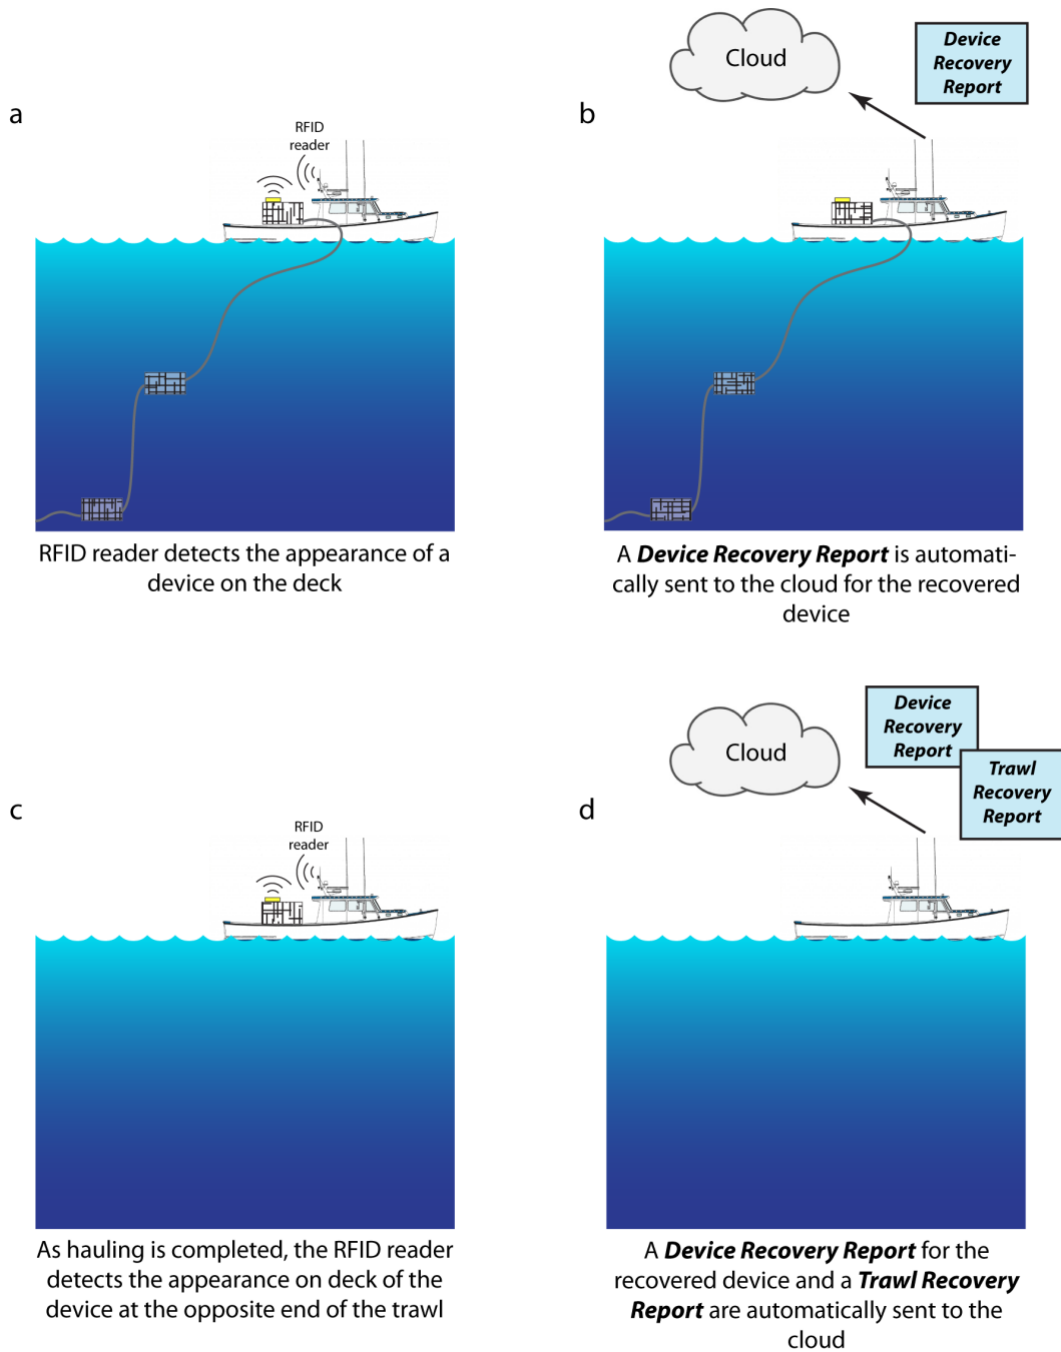 a
RFID
reader
RFID reader detects the appearance of a
device on the deck
b
Cloud
Device
Recovery
Report
A Device Recovery Report is automati-
cally sent to the cloud for the recovered
device
c
RFID
reader
As hauling is completed, the RFID reader
detects the appearance on deck of the
device at the opposite end of the trawl
d
Cloud
Device
Recovery
Report
Trawl
Recovery
Report
A Device Recovery Report for the
recovered device and a Trawl Recovery
Report are automatically sent to the
cloud